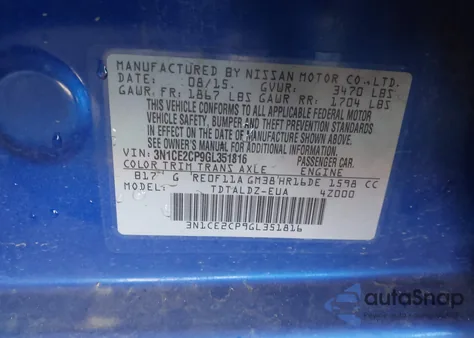 MANUFACTURED BY NISSAN MOTOR CO., LTD.
DATE: 08/15. GVWR: 3470 LBS
GAWR, FR: 1867 LBS GAWR RR: 1704 LBS
THIS VEHICLE CONFORMS TO ALL APPLICABLE FEDERAL MOTOR
VEHICLE SAFETY, BUMPER AND THEFT PREVENTION STANDARDS
IN EFFECT ON THE DATE OF MANUFACTURE SHOWN ABOVE.
SEE OWNER'S MANUAL FOR ADDITIONAL INFORMATION.
VIN: 3N1CE2CP9GL351816 PASSENGER CAR
COLOR TRIM TRANS AXLE ENGINE
B17 G RE0F11A GM38 HR16DE 1598 CC
MODEL: TDTALDZ-EUA 4Z000
3N1CE2CP9GL351816
autoSnap